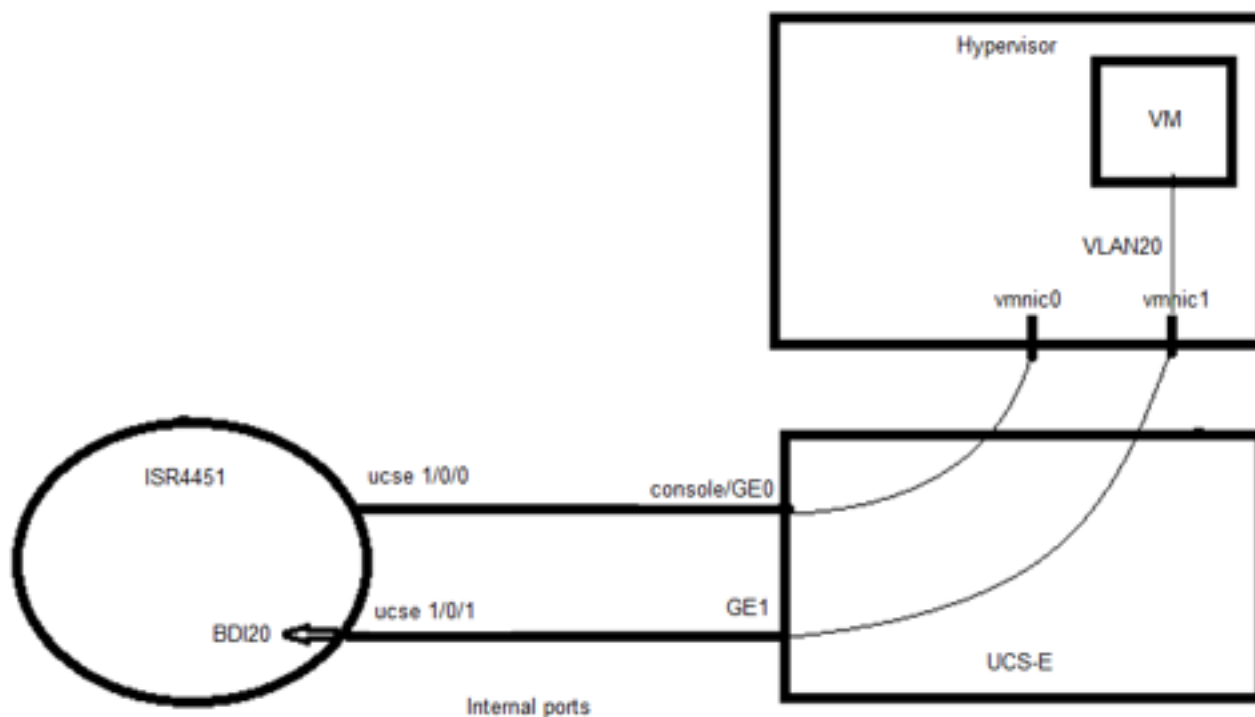 Hypervisor
VM
VLAN20
vmnic0
vmnic1
ISR4451
ucse 1/0/0
console/GE0
ucse 1/0/1
GE1
BDI20
UCS-E
Internal ports